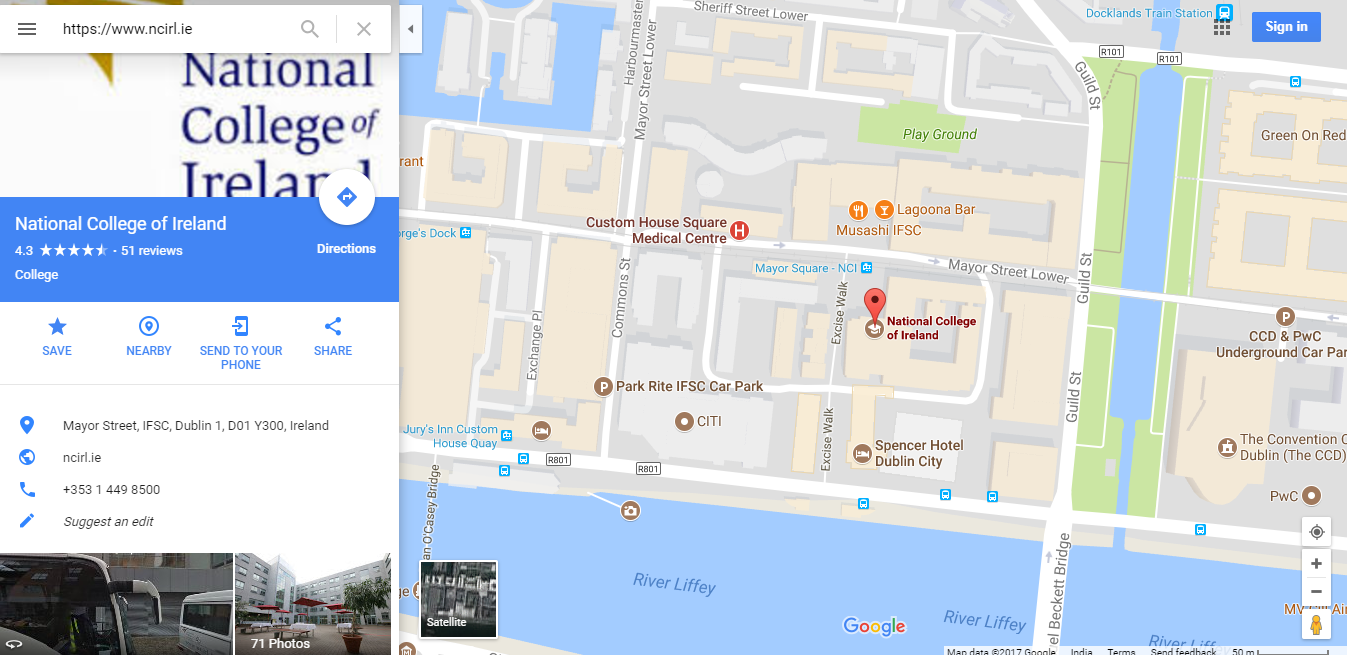 https://www.ncirl.ie
National
College of
Ireland
National College of Ireland
4.3 ★★★★★ - 51 reviews
College
Directions
SAVE
NEARBY
SEND TO YOUR
PHONE
SHARE
Mayor Street, IFSC, Dublin 1, D01 Y300, Ireland
ncirl.ie
+353 1 449 8500
Suggest an edit
71 Photos
Sheriff Street Lower
Docklands Train Station
Sign in
R101
R101
Harbourmaster
Mayor Street Lower
Guild St
Play Ground
Green On Red
rant
Lagoona Bar
Musashi IFSC
Custom House Square
Medical Centre
H
orge's Dock
Mayor Square - NCI
Mayor Street Lower
Guild St
Commons St
Excise Walk
National College
of Ireland
Exchange Pl
P
CCD & PwC
Underground Car Par
P
Park Rite IFSC Car Park
Guild St
CITI
Excise Walk
Jury's Inn Custom
House Quay
R801
R801
Spencer Hotel
Dublin City
The Convention C
Dublin (The CCD)
PwC
an O'Casey Bridge
River Liffey
River Liffey
River Liff
el Beckett Bridge
ge
Satellite
Google
Map data ©2017 Google
India
Terms
Send feedback
50 m